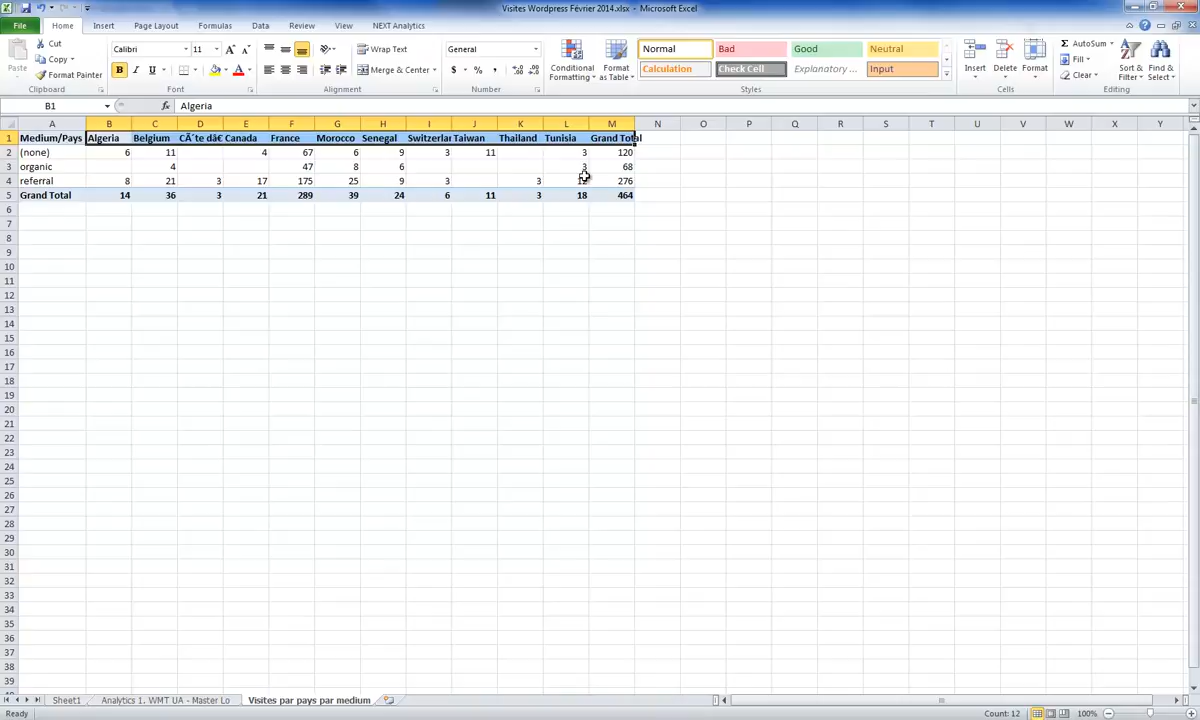 Visites Wordpress Février 2014.xlsx - Microsoft Excel
File Home Insert Page Layout Formulas Data Review View NEXT Analytics
Paste Cut Copy Format Painter Clipboard
Calibri 11 B I U A Font
Wrap Text Merge & Center Alignment
General $ % , Number
Conditional Formatting Format as Table
Normal Bad Good Neutral
Calculation Check Cell Explanatory ... Input
Styles
Insert Delete Format Cells
AutoSum Fill Clear Sort & Filter Find & Select Editing
B1 fx Algeria
A B C D E F G H I J K L M N O P Q R S T U V W X Y
1 Medium/Pays Algeria Belgium CÃ´te dâ€ Canada France Morocco Senegal Switzerlan Taiwan Thailand Tunisia Grand Total
2 (none) 6 11 4 67 6 9 3 11 3 120
3 organic 4 47 8 6 3 68
4 referral 8 21 3 17 175 25 9 3 3 276
5 Grand Total 14 36 3 21 289 39 24 6 11 3 18 464
6
7
8
9
10
11
12
13
14
15
16
17
18
19
20
21
22
23
24
25
26
27
28
29
30
31
32
33
34
35
36
37
38
39
Sheet1 Analytics 1. WMT UA - Master Lo Visites par pays par medium
Ready Count: 12 100%